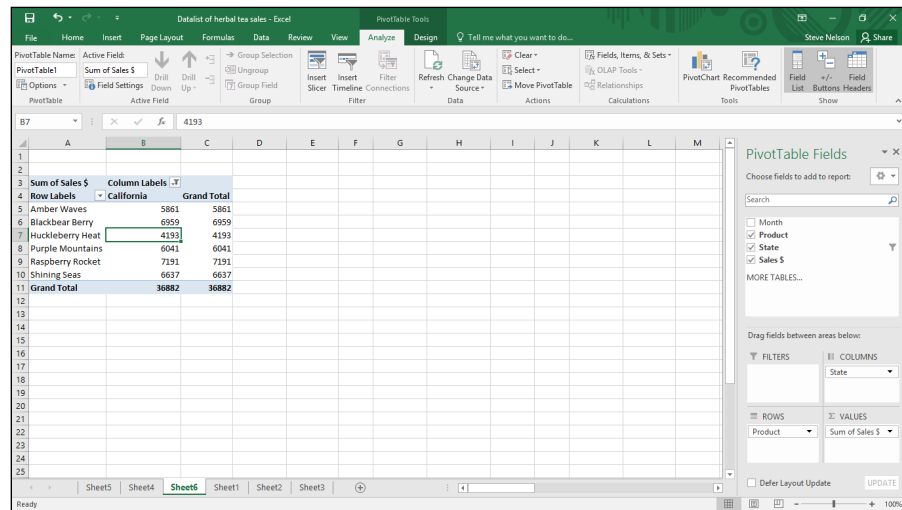 Datalist of herbal tea sales - Excel
PivotTable Tools
File Home Insert Page Layout Formulas Data Review View Analyze Design Tell me what you want to do... Steve Nelson Share
PivotTable Name: Active Field:
PivotTable1 Sum of Sales $
Options Field Settings
Drill Down Drill Up
Group Selection
Ungroup
Group Field
Insert Slicer Insert Timeline Filter Connections
Refresh Change Data Source
Clear
Select
Move PivotTable
Fields, Items, & Sets
OLAP Tools
Relationships
PivotChart Recommended PivotTables
Field List +/- Buttons Field Headers
PivotTable Active Field Group Filter Data Actions Calculations Tools Show
B7 fx 4193
A B C D E F G H I J K L M
1
2
3 Sum of Sales $ Column Labels
4 Row Labels California Grand Total
5 Amber Waves 5861 5861
6 Blackbear Berry 6959 6959
7 Huckleberry Heat 4193 4193
8 Purple Mountains 6041 6041
9 Raspberry Rocket 7191 7191
10 Shining Seas 6637 6637
11 Grand Total 36882 36882
12
13
14
15
16
17
18
19
20
21
22
23
24
25
PivotTable Fields
Choose fields to add to report:
Search
Month
Product
State
Sales $
MORE TABLES...
Drag fields between areas below:
FILTERS COLUMNS
State
ROWS Σ VALUES
Product Sum of Sales $
Defer Layout Update UPDATE
Sheet5 Sheet4 Sheet6 Sheet1 Sheet2 Sheet3
Ready 100%